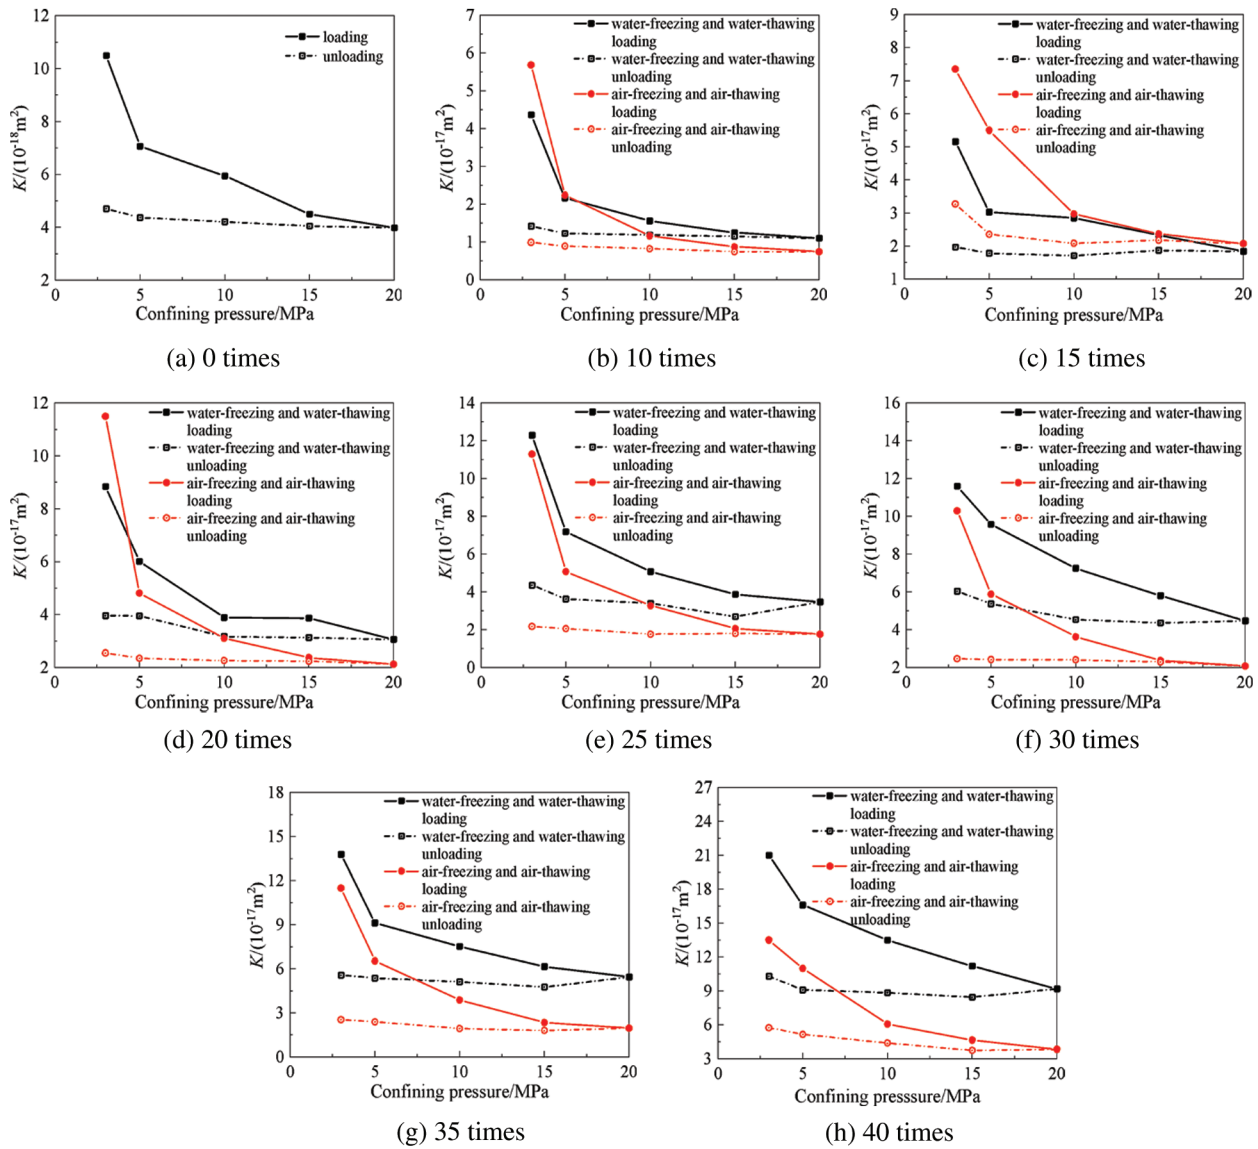 12
10
8
6
4
2
0
5
10
15
20
K/(10⁻¹⁸m²)
Confining pressure/MPa
loading
unloading
(a) 0 times
7
6
5
4
3
2
1
0
0
5
10
15
20
K/(10⁻¹⁷m²)
Confining pressure/MPa
water-freezing and water-thawing
loading
water-freezing and water-thawing
unloading
air-freezing and air-thawing
loading
air-freezing and air-thawing
unloading
(b) 10 times
9
8
7
6
5
4
3
2
1
0
5
10
15
20
K/(10⁻¹⁷m²)
Confining pressure/MPa
water-freezing and water-thawing
loading
water-freezing and water-thawing
unloading
air-freezing and air-thawing
loading
air-freezing and air-thawing
unloading
(c) 15 times
12
10
8
6
4
2
0
5
10
15
20
K/(10⁻¹⁷m²)
Confining pressure/MPa
water-freezing and water-thawing
loading
water-freezing and water-thawing
unloading
air-freezing and air-thawing
loading
air-freezing and air-thawing
unloading
(d) 20 times
14
12
10
8
6
4
2
0
0
5
10
15
20
K/(10⁻¹⁷m²)
Confining pressure/MPa
water-freezing and water-thawing
loading
water-freezing and water-thawing
unloading
air-freezing and air-thawing
loading
air-freezing and air-thawing
unloading
(e) 25 times
16
14
12
10
8
6
4
2
0
5
10
15
20
K/(10⁻¹⁷m²)
Cofining pressure/MPa
water-freezing and water-thawing
loading
water-freezing and water-thawing
unloading
air-freezing and air-thawing
loading
air-freezing and air-thawing
unloading
(f) 30 times
18
15
12
9
6
3
0
0
5
10
15
20
K/(10⁻¹⁷m²)
Confining pressure/MPa
water-freezing and water-thawing
loading
water-freezing and water-thawing
unloading
air-freezing and air-thawing
loading
air-freezing and air-thawing
unloading
(g) 35 times
27
24
21
18
15
12
9
6
3
0
5
10
15
20
K/(10⁻¹⁷m²)
Confining pressure/MPa
water-freezing and water-thawing
loading
water-freezing and water-thawing
unloading
air-freezing and air-thawing
loading
air-freezing and air-thawing
unloading
(h) 40 times